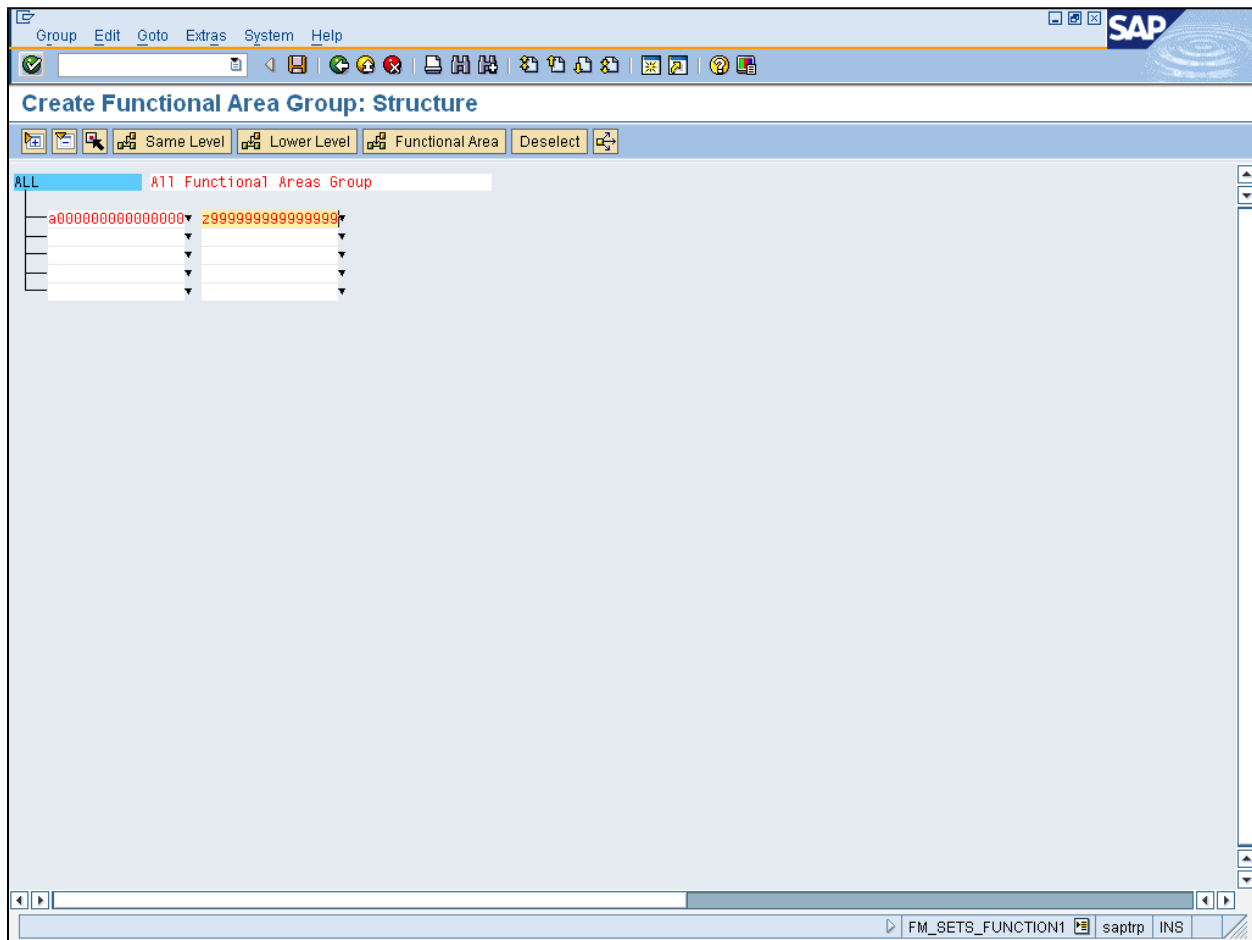 SAP
Group Edit Goto Extras System Help
Create Functional Area Group: Structure
Same Level Lower Level Functional Area Deselect
ALL All Functional Areas Group
a000000000000000 z999999999999999
FM_SETS_FUNCTION1 saptrp INS